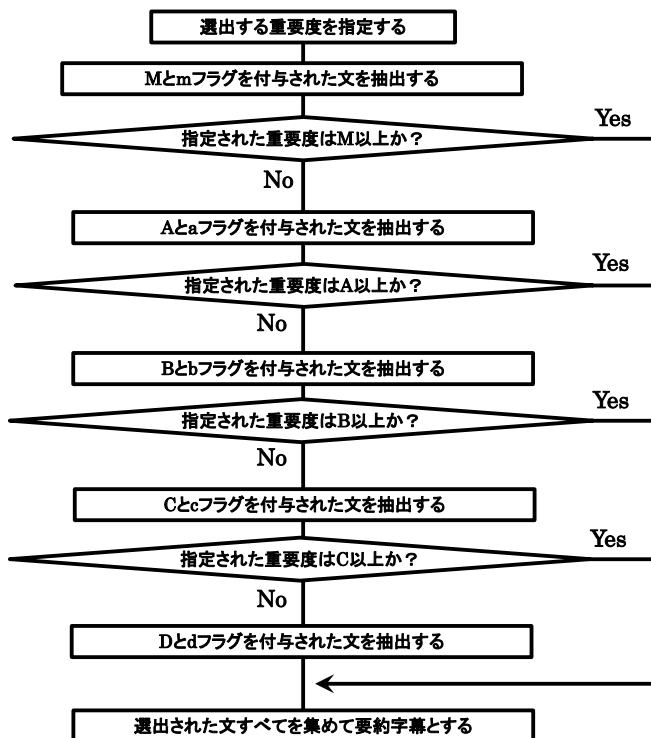 選出する重要度を指定する
Mとmフラグを付与された文を抽出する
指定された重要度はM以上か？
Yes
No
Aとaフラグを付与された文を抽出する
指定された重要度はA以上か？
Yes
No
Bとbフラグを付与された文を抽出する
指定された重要度はB以上か？
Yes
No
Cとcフラグを付与された文を抽出する
指定された重要度はC以上か？
Yes
No
Dとdフラグを付与された文を抽出する
選出された文すべてを集めて要約字幕とする